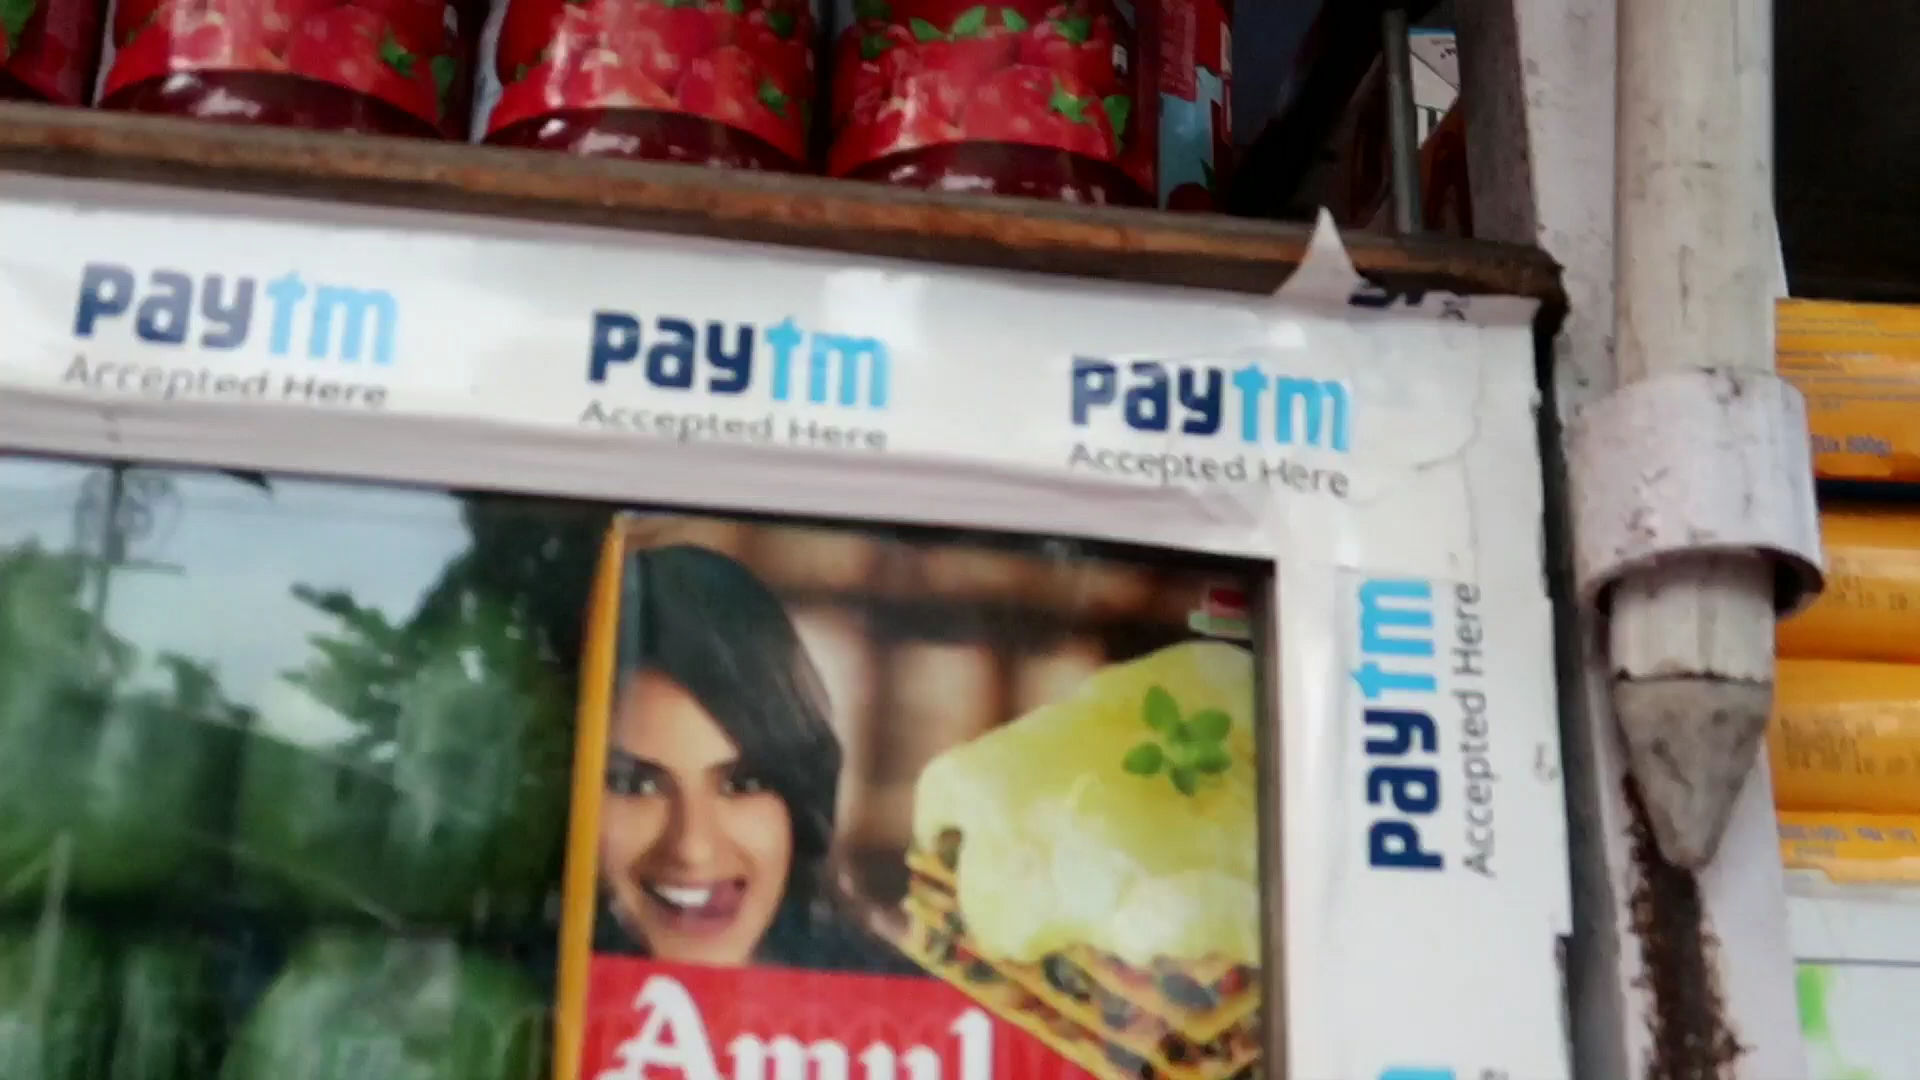 paytm
Accepted Here
paytm
Accepted Here
paytm
Accepted Here
paytm
Accepted Here
Amul